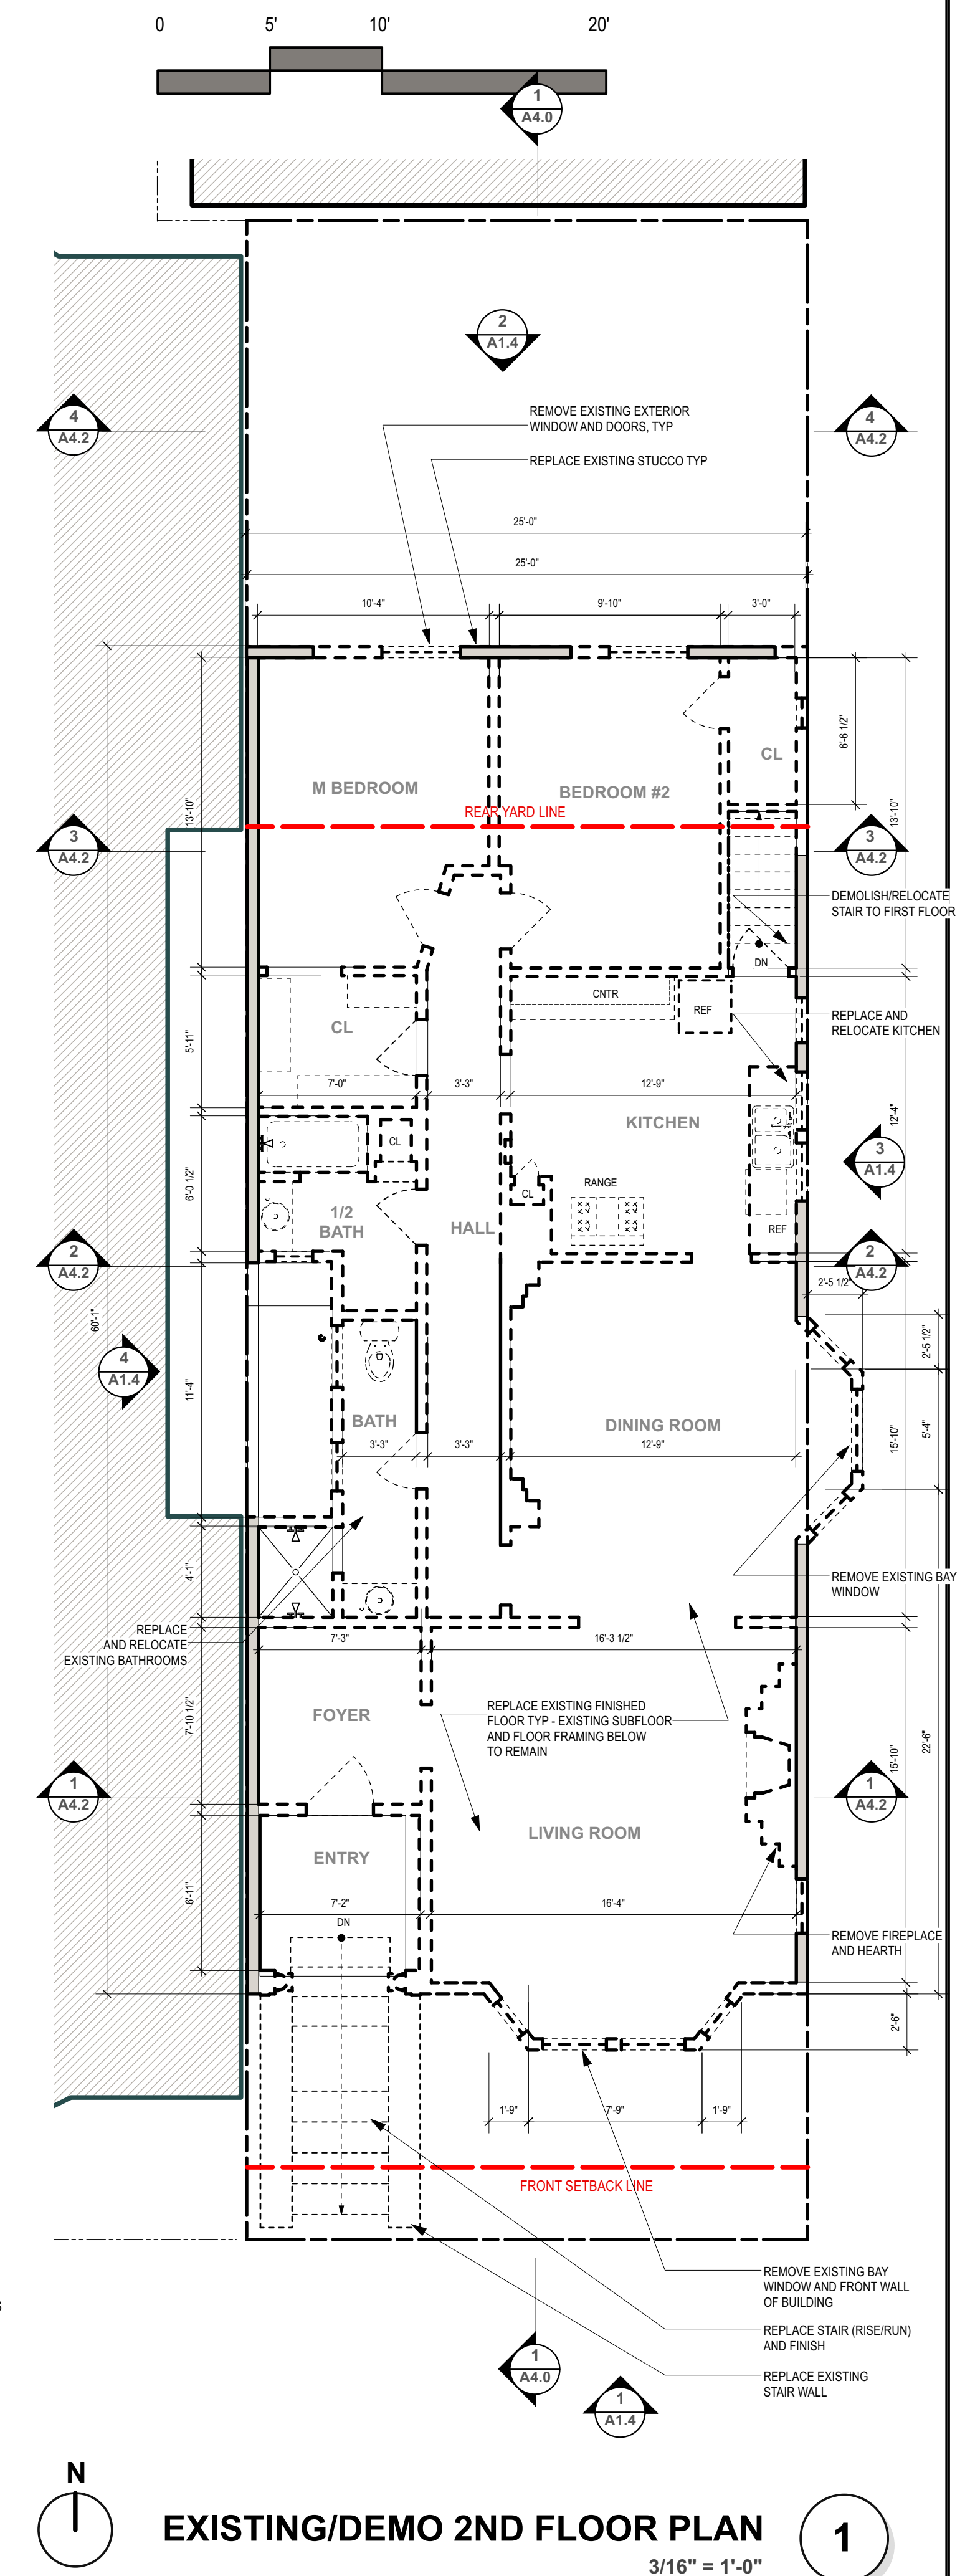 0 5' 10' 20'
1
A4.0
2
A1.4
4
A4.2
4
A4.2
REMOVE EXISTING EXTERIOR
WINDOW AND DOORS, TYP
REPLACE EXISTING STUCCO TYP
25'-0"
25'-0"
10'-4" 9'-10" 3'-0"
6'-6 1/2"
13'-10"
13'-10"
M BEDROOM
BEDROOM #2
CL
REAR YARD LINE
3
A4.2
3
A4.2
DEMOLISH/RELOCATE
STAIR TO FIRST FLOOR
DN
CNTR
REF
REPLACE AND
RELOCATE KITCHEN
CL
5'-11"
7'-0" 3'-3" 12'-9"
KITCHEN
12'-4"
CL
3
A1.4
6'-0 1/2"
CL
RANGE
1/2
BATH
HALL
REF
2
A4.2
2
A4.2
2'-5 1/2"
60'-1"
2'-5 1/2"
4
A1.4
11'-4"
BATH
DINING ROOM
3'-3" 3'-3" 12'-9"
15'-10"
5'-4"
4'-1"
REMOVE EXISTING BAY
WINDOW
REPLACE
AND RELOCATE
EXISTING BATHROOMS
7'-3" 16'-3 1/2"
FOYER
7'-10 1/2"
REPLACE EXISTING FINISHED
FLOOR TYP - EXISTING SUBFLOOR
AND FLOOR FRAMING BELOW
TO REMAIN
15'-10"
22'-6"
1
A4.2
1
A4.2
LIVING ROOM
ENTRY
6'-11"
7'-2" 16'-4"
DN
REMOVE FIREPLACE
AND HEARTH
2'-6"
1'-9" 7'-9" 1'-9"
FRONT SETBACK LINE
REMOVE EXISTING BAY
WINDOW AND FRONT WALL
OF BUILDING
S
REPLACE STAIR (RISE/RUN)
AND FINISH
REPLACE EXISTING
STAIR WALL
1
A4.0
1
A1.4
N
EXISTING/DEMO 2ND FLOOR PLAN
1
3/16" = 1'-0"